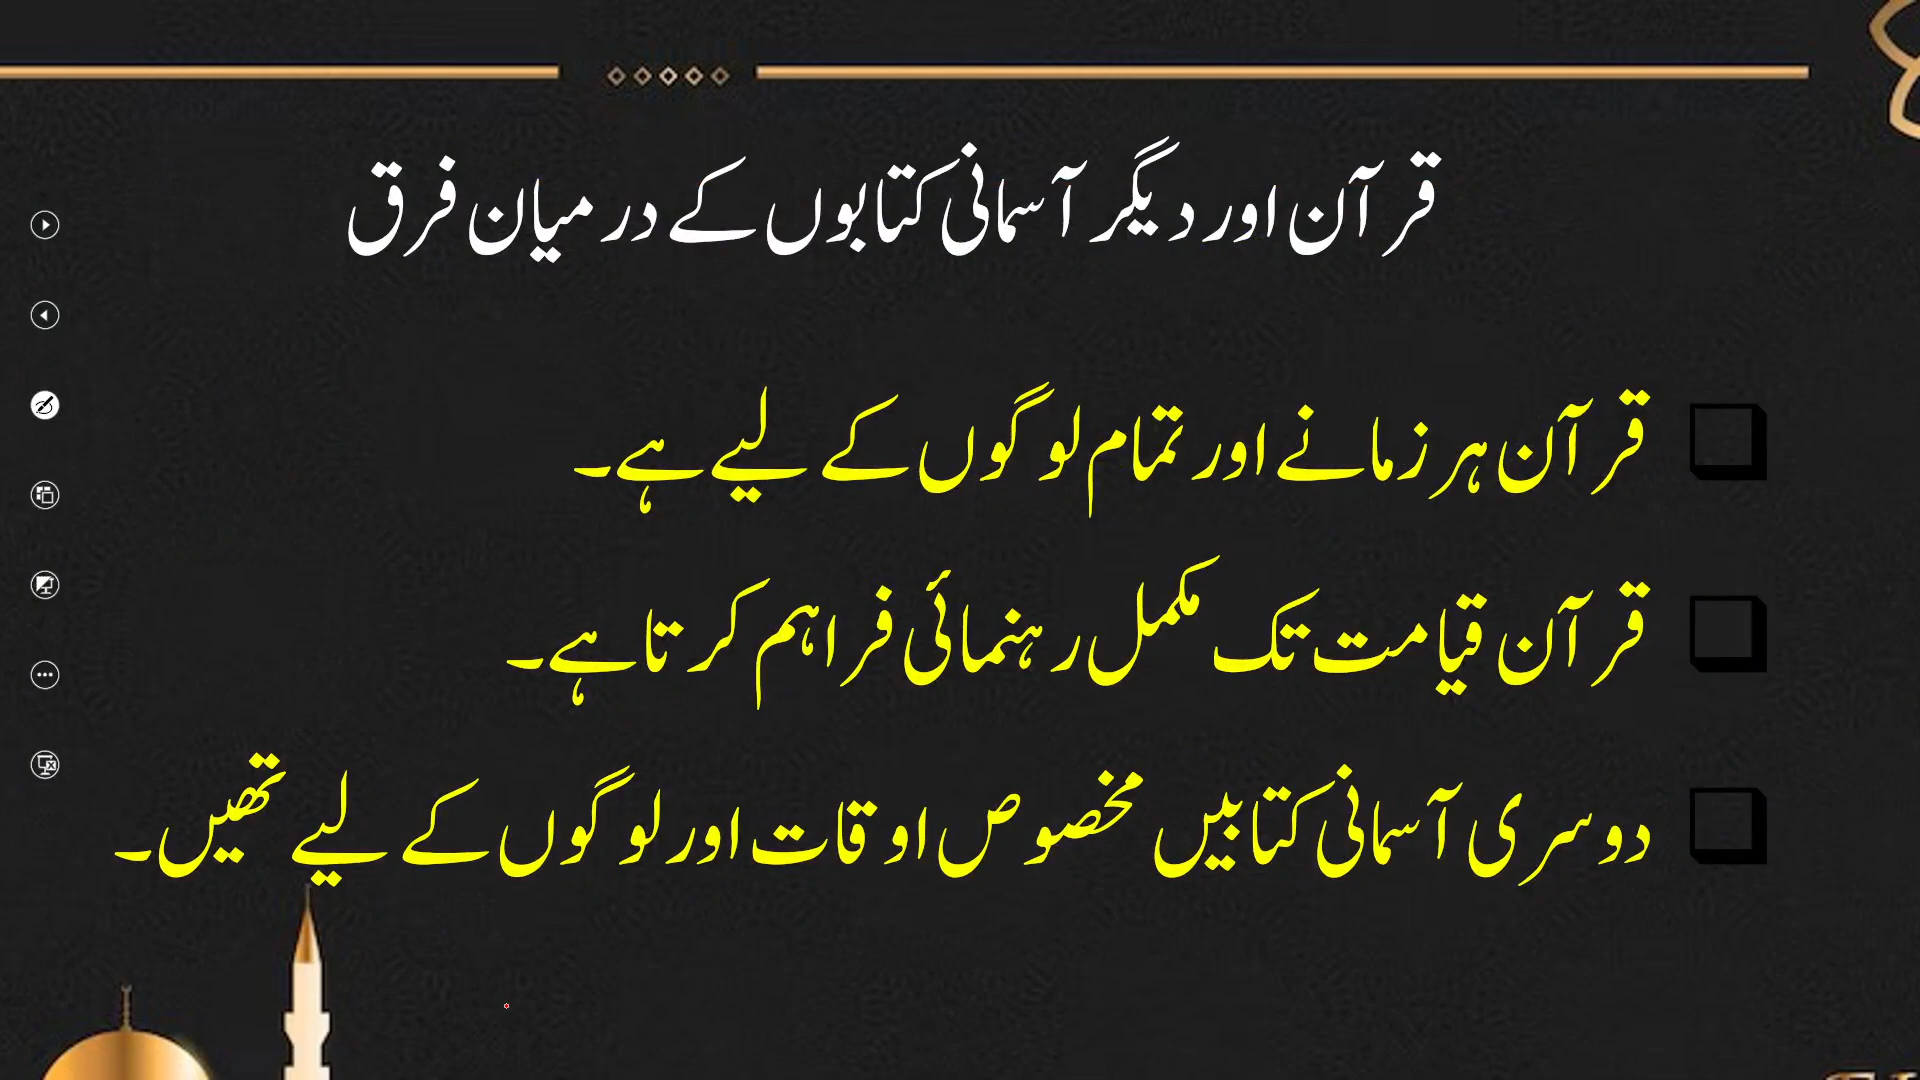 قرآن اور دیگر آسمانی کتابوں کے درمیان فرق
قرآن ہر زمانے اور تمام لوگوں کے لیے ہے۔
قرآن قیامت تک مکمل رہنمائی فراہم کرتا ہے۔
دوسری آسمانی کتابیں مخصوص اوقات اور لوگوں کے لیے تھیں۔